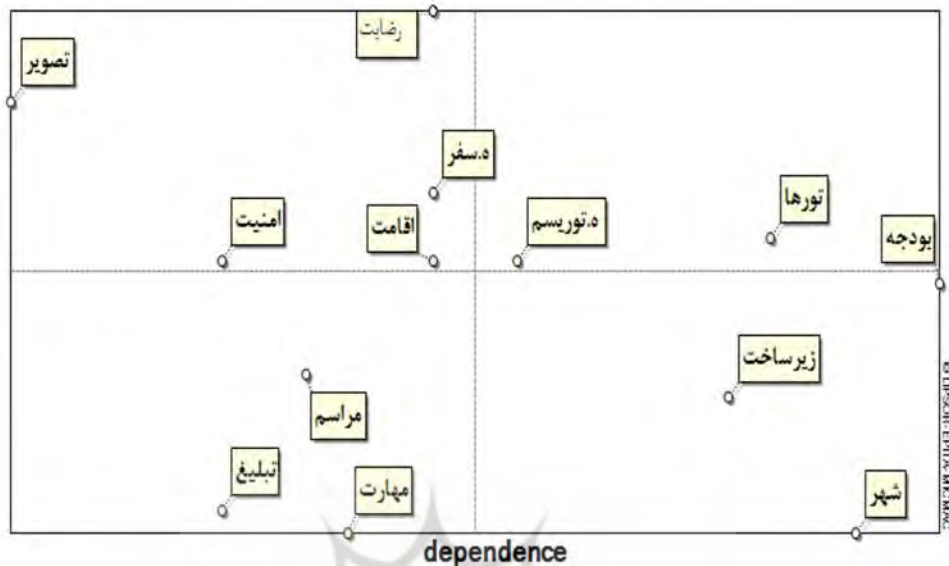 رضایت
تصویر
ه.سفر
تورها
امنیت
اقامت
ه.توریسم
بودجه
زیرساخت
مراسم
تبلیغ
مهارت
شهر
dependence